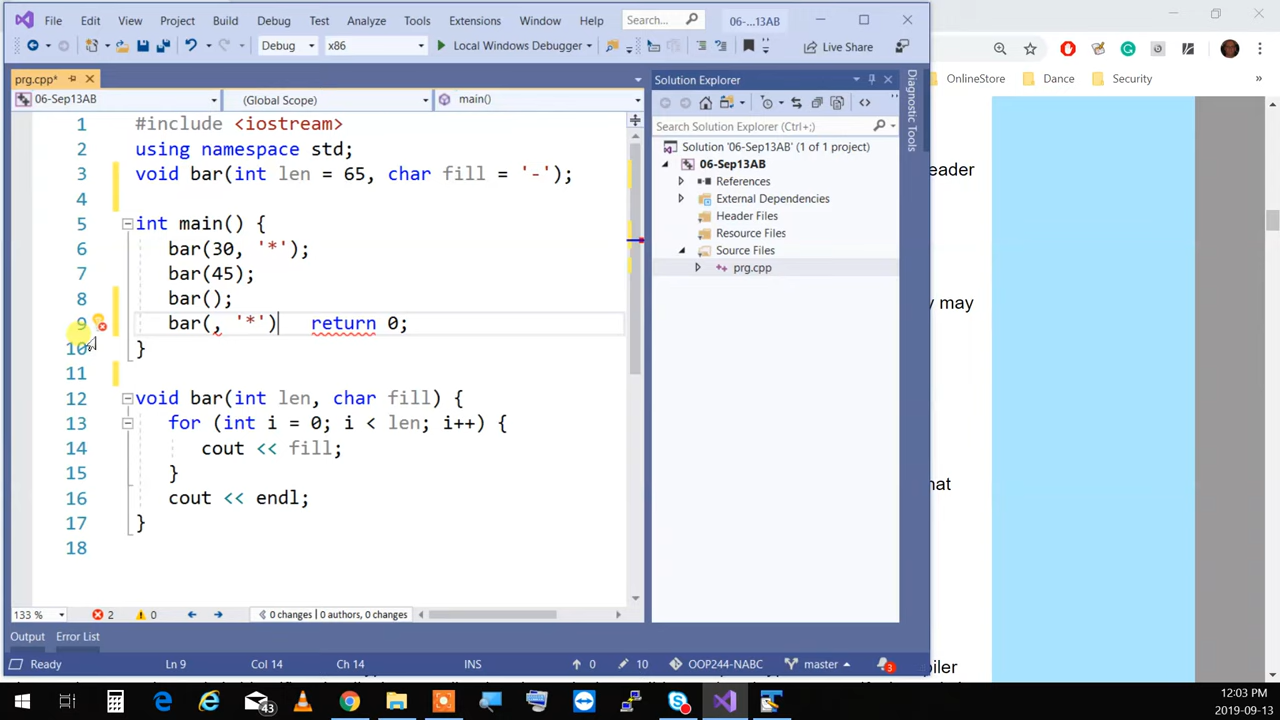 File Edit View Project Build Debug Test Analyze Tools Extensions Window Help Search... 06-...13AB
Debug x86 Local Windows Debugger Live Share
prg.cpp*
06-Sep13AB (Global Scope) main()
1 #include <iostream>
2 using namespace std;
3 void bar(int len = 65, char fill = '-');
4
5 int main() {
6 bar(30, '*');
7 bar(45);
8 bar();
9 bar(, '*') return 0;
10 }
11
12 void bar(int len, char fill) {
13 for (int i = 0; i < len; i++) {
14 cout << fill;
15 }
16 cout << endl;
17 }
18
133 % 2 0 0 changes | 0 authors, 0 changes
Output Error List
Ready Ln 9 Col 14 Ch 14 INS 0 10 OOP244-NABC master 3
Solution Explorer
Search Solution Explorer (Ctrl+;)
Solution '06-Sep13AB' (1 of 1 project)
06-Sep13AB
References
External Dependencies
Header Files
Resource Files
Source Files
prg.cpp
Diagnostic Tools
OnlineStore Dance Security »
eader
y may
hat
piler
43
12:03 PM
2019-09-13